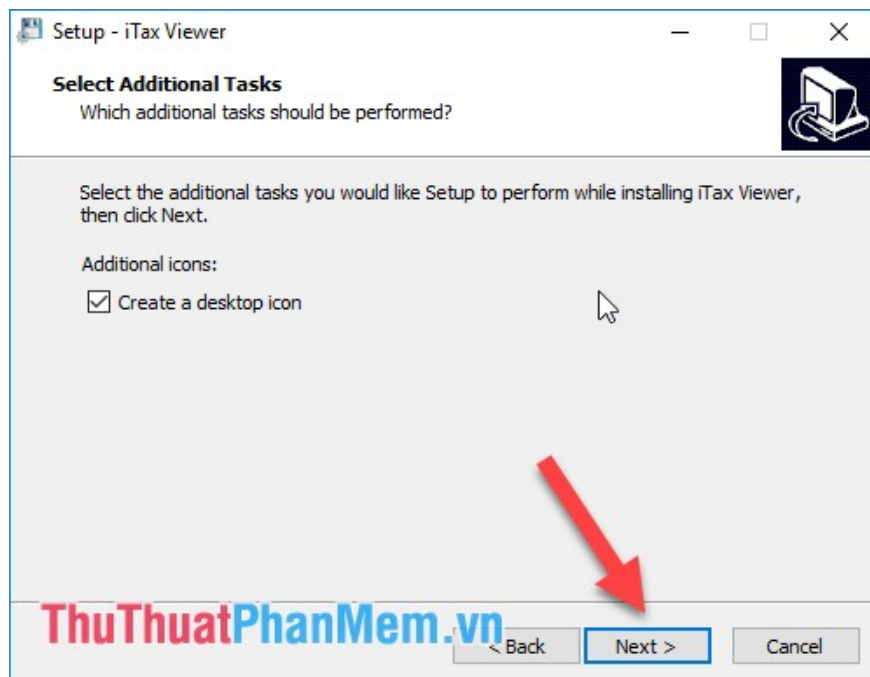 Setup - iTax Viewer
Select Additional Tasks
Which additional tasks should be performed?
Select the additional tasks you would like Setup to perform while installing iTax Viewer,
then click Next.
Additional icons:
Create a desktop icon
ThuThuatPhanMem.vn
< Back Next > Cancel